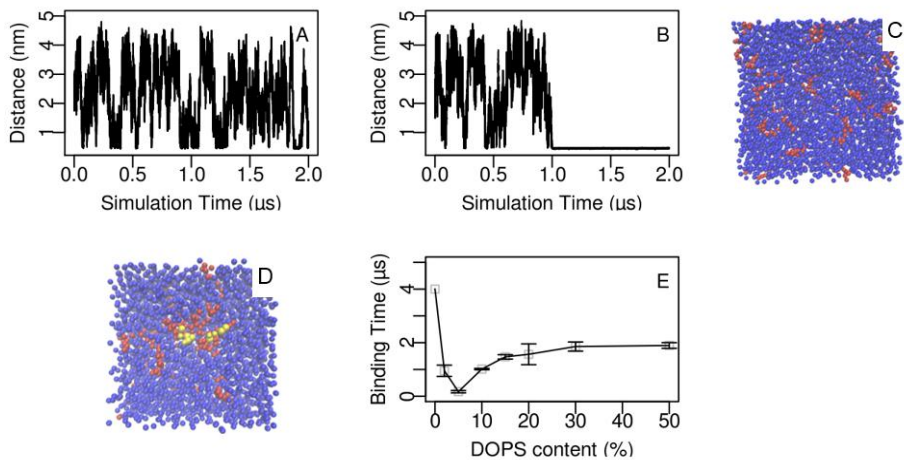 A
Distance (nm)
5
4
3
2
1
0.0 0.5 1.0 1.5 2.0
Simulation Time (μs)
B
Distance (nm)
5
4
3
2
1
0.0 0.5 1.0 1.5 2.0
Simulation Time (μs)
C
D
E
Binding Time (μs)
4
2
0
0 10 20 30 40 50
DOPS content (%)